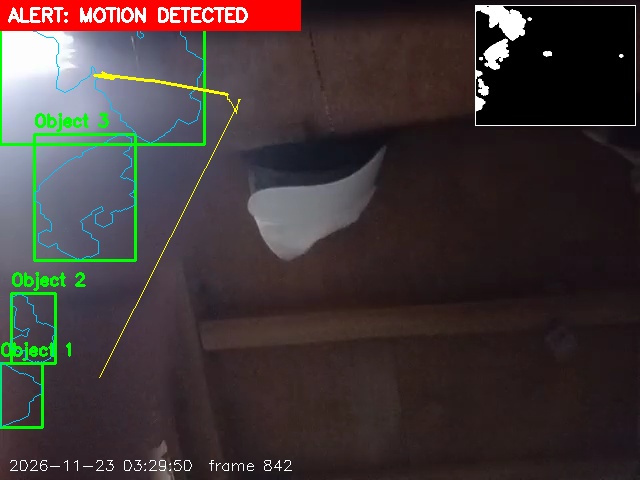 ALERT: MOTION DETECTED
Object 3
Object 2
Object 1
2026-11-23 03:29:50 frame 842